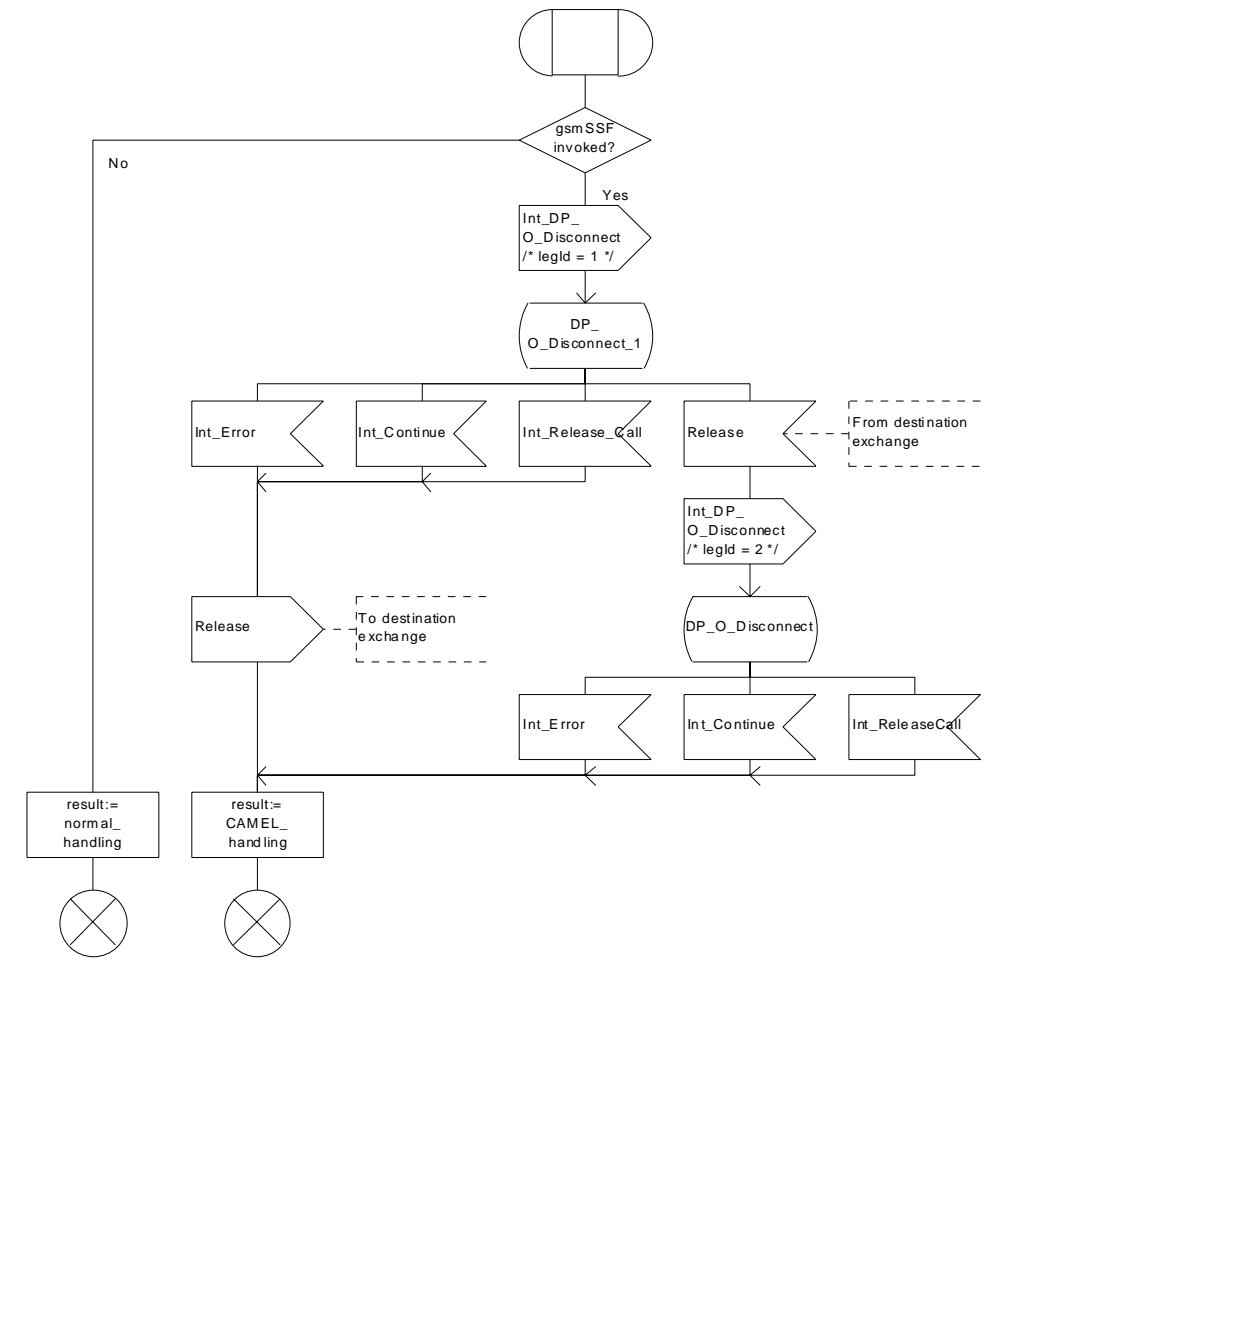 gsmSSF
invoked?
No
Yes
Int_DP_
O_Disconnect
/* legId = 1 */
DP_
O_Disconnect_1
Int_Error
Int_Continue
Int_Release_Call
Release
From destination
exchange
Int_DP_
O_Disconnect
/* legId = 2 */
Release
To destination
exchange
DP_O_Disconnect
Int_Error
Int_Continue
Int_ReleaseCall
result:=
normal_
handling
result:=
CAMEL_
handling